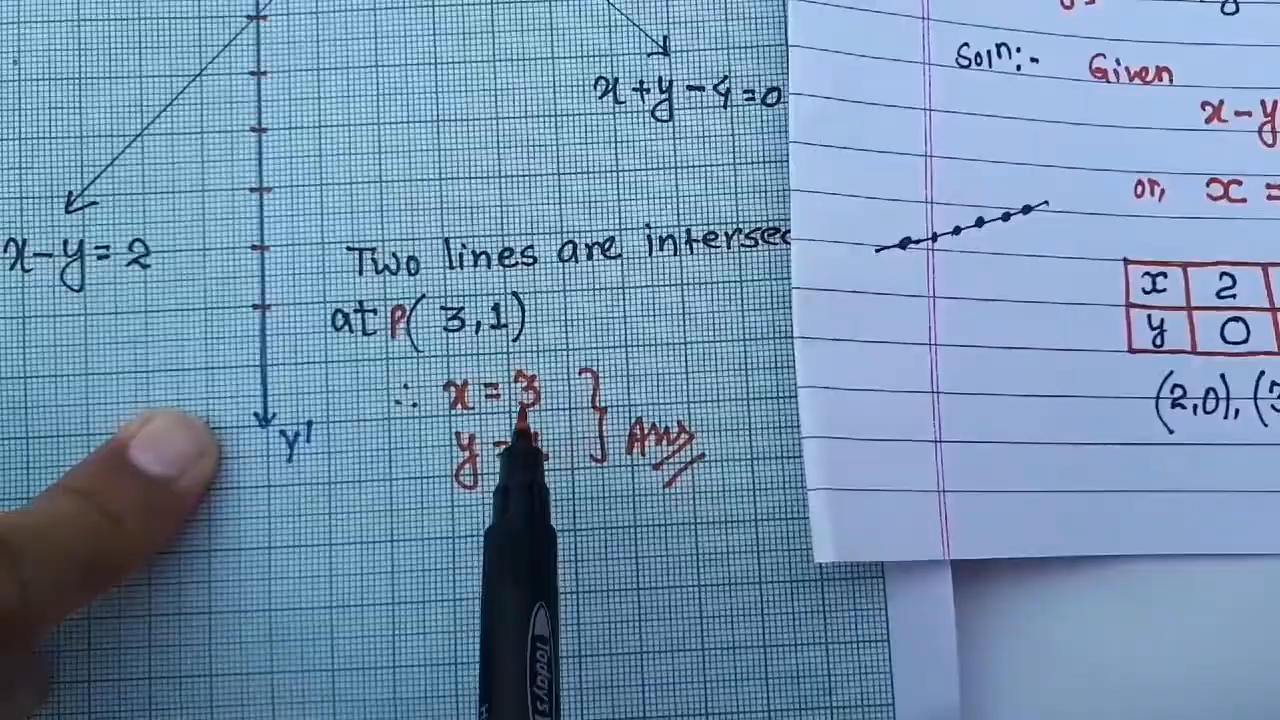 x+y-4=0
x-y=2
Two lines are intersec
at P(3,1)
∴ x=3
y=
} Ans
y'
Soln:- Given
x-y
or, x =
x 2
y 0
(2,0), (3
Today's